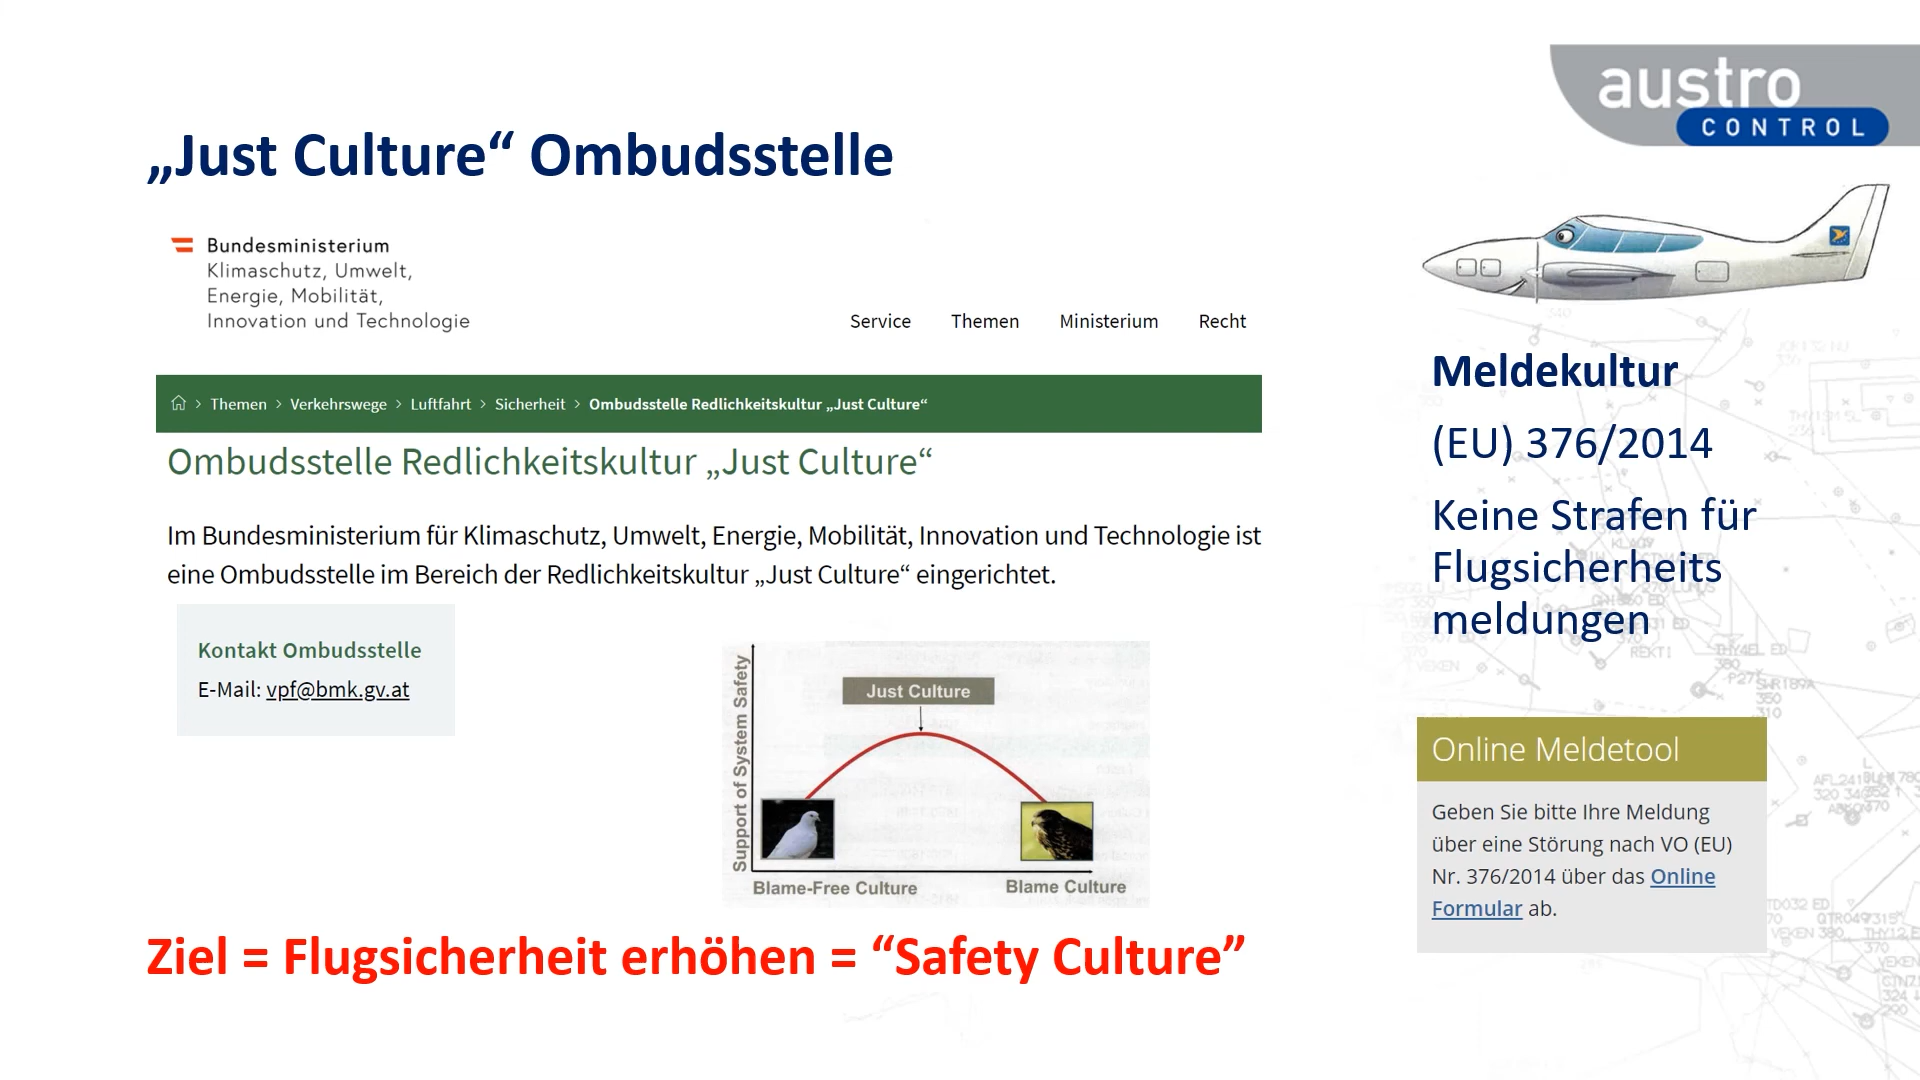 austro
CONTROL
„Just Culture“ Ombudsstelle
Bundesministerium
Klimaschutz, Umwelt,
Energie, Mobilität,
Innovation und Technologie
Service Themen Ministerium Recht
> Themen > Verkehrswege > Luftfahrt > Sicherheit > Ombudsstelle Redlichkeitskultur „Just Culture“
Ombudsstelle Redlichkeitskultur „Just Culture“
Im Bundesministerium für Klimaschutz, Umwelt, Energie, Mobilität, Innovation und Technologie ist
eine Ombudsstelle im Bereich der Redlichkeitskultur „Just Culture“ eingerichtet.
Kontakt Ombudsstelle
E-Mail: vpf@bmk.gv.at
Support of System Safety
Just Culture
Blame-Free Culture
Blame Culture
Ziel = Flugsicherheit erhöhen = “Safety Culture”
Meldekultur
(EU) 376/2014
Keine Strafen für
Flugsicherheits
meldungen
Online Meldetool
Geben Sie bitte Ihre Meldung
über eine Störung nach VO (EU)
Nr. 376/2014 über das Online
Formular ab.